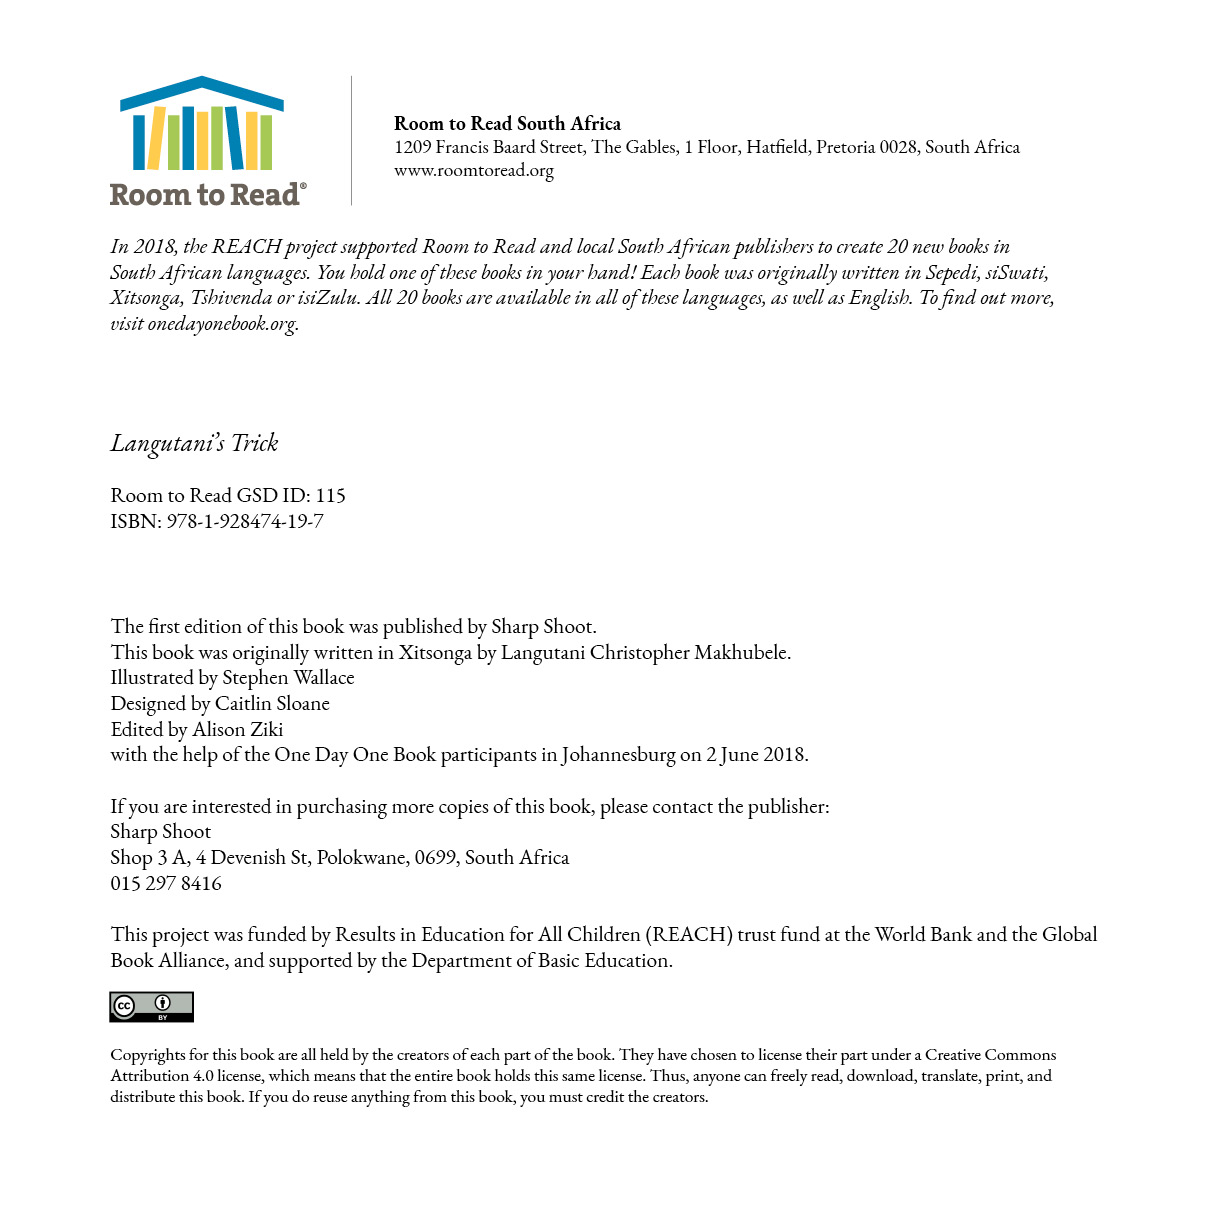 Room to Read®
Room to Read South Africa
1209 Francis Baard Street, The Gables, 1 Floor, Hatfield, Pretoria 0028, South Africa
www.roomtoread.org
In 2018, the REACH project supported Room to Read and local South African publishers to create 20 new books in
South African languages. You hold one of these books in your hand! Each book was originally written in Sepedi, siSwati,
Xitsonga, Tshivenda or isiZulu. All 20 books are available in all of these languages, as well as English. To find out more,
visit onedayonebook.org.
Langutani’s Trick
Room to Read GSD ID: 115
ISBN: 978-1-928474-19-7
The first edition of this book was published by Sharp Shoot.
This book was originally written in Xitsonga by Langutani Christopher Makhubele.
Illustrated by Stephen Wallace
Designed by Caitlin Sloane
Edited by Alison Ziki
with the help of the One Day One Book participants in Johannesburg on 2 June 2018.
If you are interested in purchasing more copies of this book, please contact the publisher:
Sharp Shoot
Shop 3 A, 4 Devenish St, Polokwane, 0699, South Africa
015 297 8416
This project was funded by Results in Education for All Children (REACH) trust fund at the World Bank and the Global
Book Alliance, and supported by the Department of Basic Education.
cc
BY
Copyrights for this book are all held by the creators of each part of the book. They have chosen to license their part under a Creative Commons
Attribution 4.0 license, which means that the entire book holds this same license. Thus, anyone can freely read, download, translate, print, and
distribute this book. If you do reuse anything from this book, you must credit the creators.